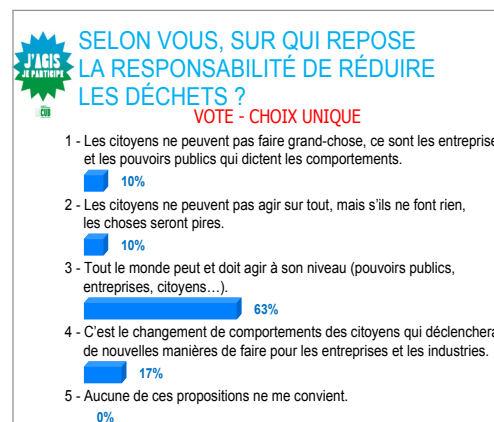 J'AGIS
JE PARTICIPE
CUB
SELON VOUS, SUR QUI REPOSE
LA RESPONSABILITÉ DE RÉDUIRE
LES DÉCHETS ?
VOTE - CHOIX UNIQUE
1 - Les citoyens ne peuvent pas faire grand-chose, ce sont les entreprise
et les pouvoirs publics qui dictent les comportements.
10%
2 - Les citoyens ne peuvent pas agir sur tout, mais s'ils ne font rien,
les choses seront pires.
10%
3 - Tout le monde peut et doit agir à son niveau (pouvoirs publics,
entreprises, citoyens…).
63%
4 - C'est le changement de comportements des citoyens qui déclenchera
de nouvelles manières de faire pour les entreprises et les industries.
17%
5 - Aucune de ces propositions ne me convient.
0%